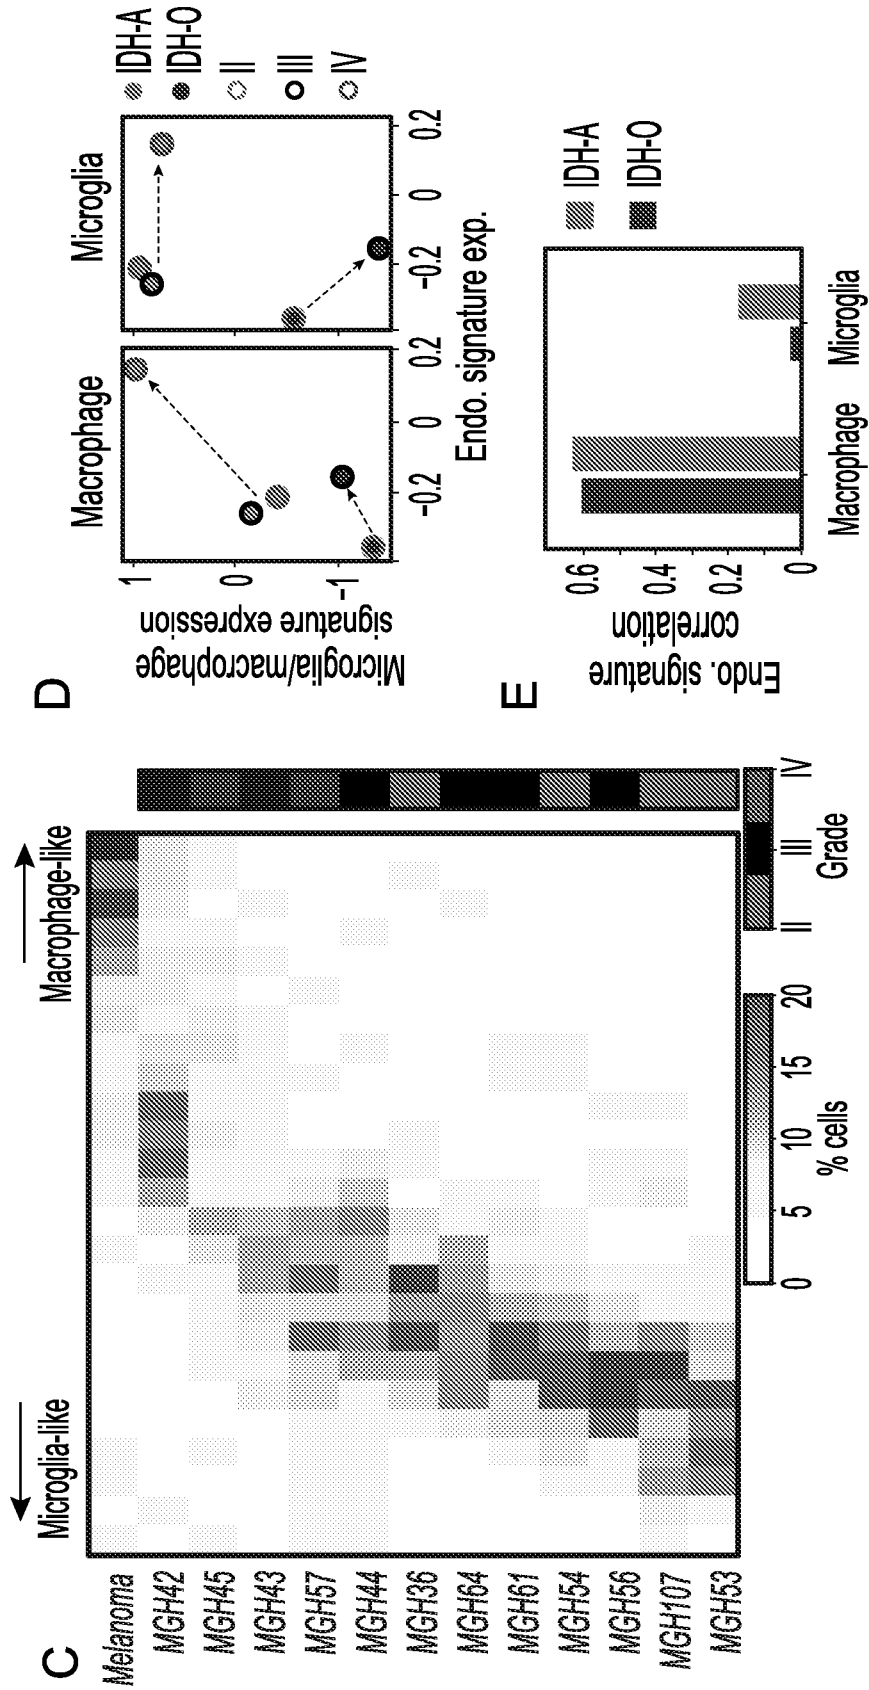 C
Microglia-like
Macrophage-like
Melanoma
MGH42
MGH45
MGH43
MGH57
MGH44
MGH36
MGH64
MGH61
MGH54
MGH56
MGH107
MGH53
0 5 10 15 20
% cells
II III IV
Grade
D
Macrophage
Microglia
Microglia/macrophage
signature expression
1
0
-1
-0.2 0 0.2
-0.2 0 0.2
Endo. signature exp.
IDH-A
IDH-O
II
III
IV
E
Endo. signature
correlation
0.6
0.4
0.2
0
Macrophage
Microglia
IDH-A
IDH-O